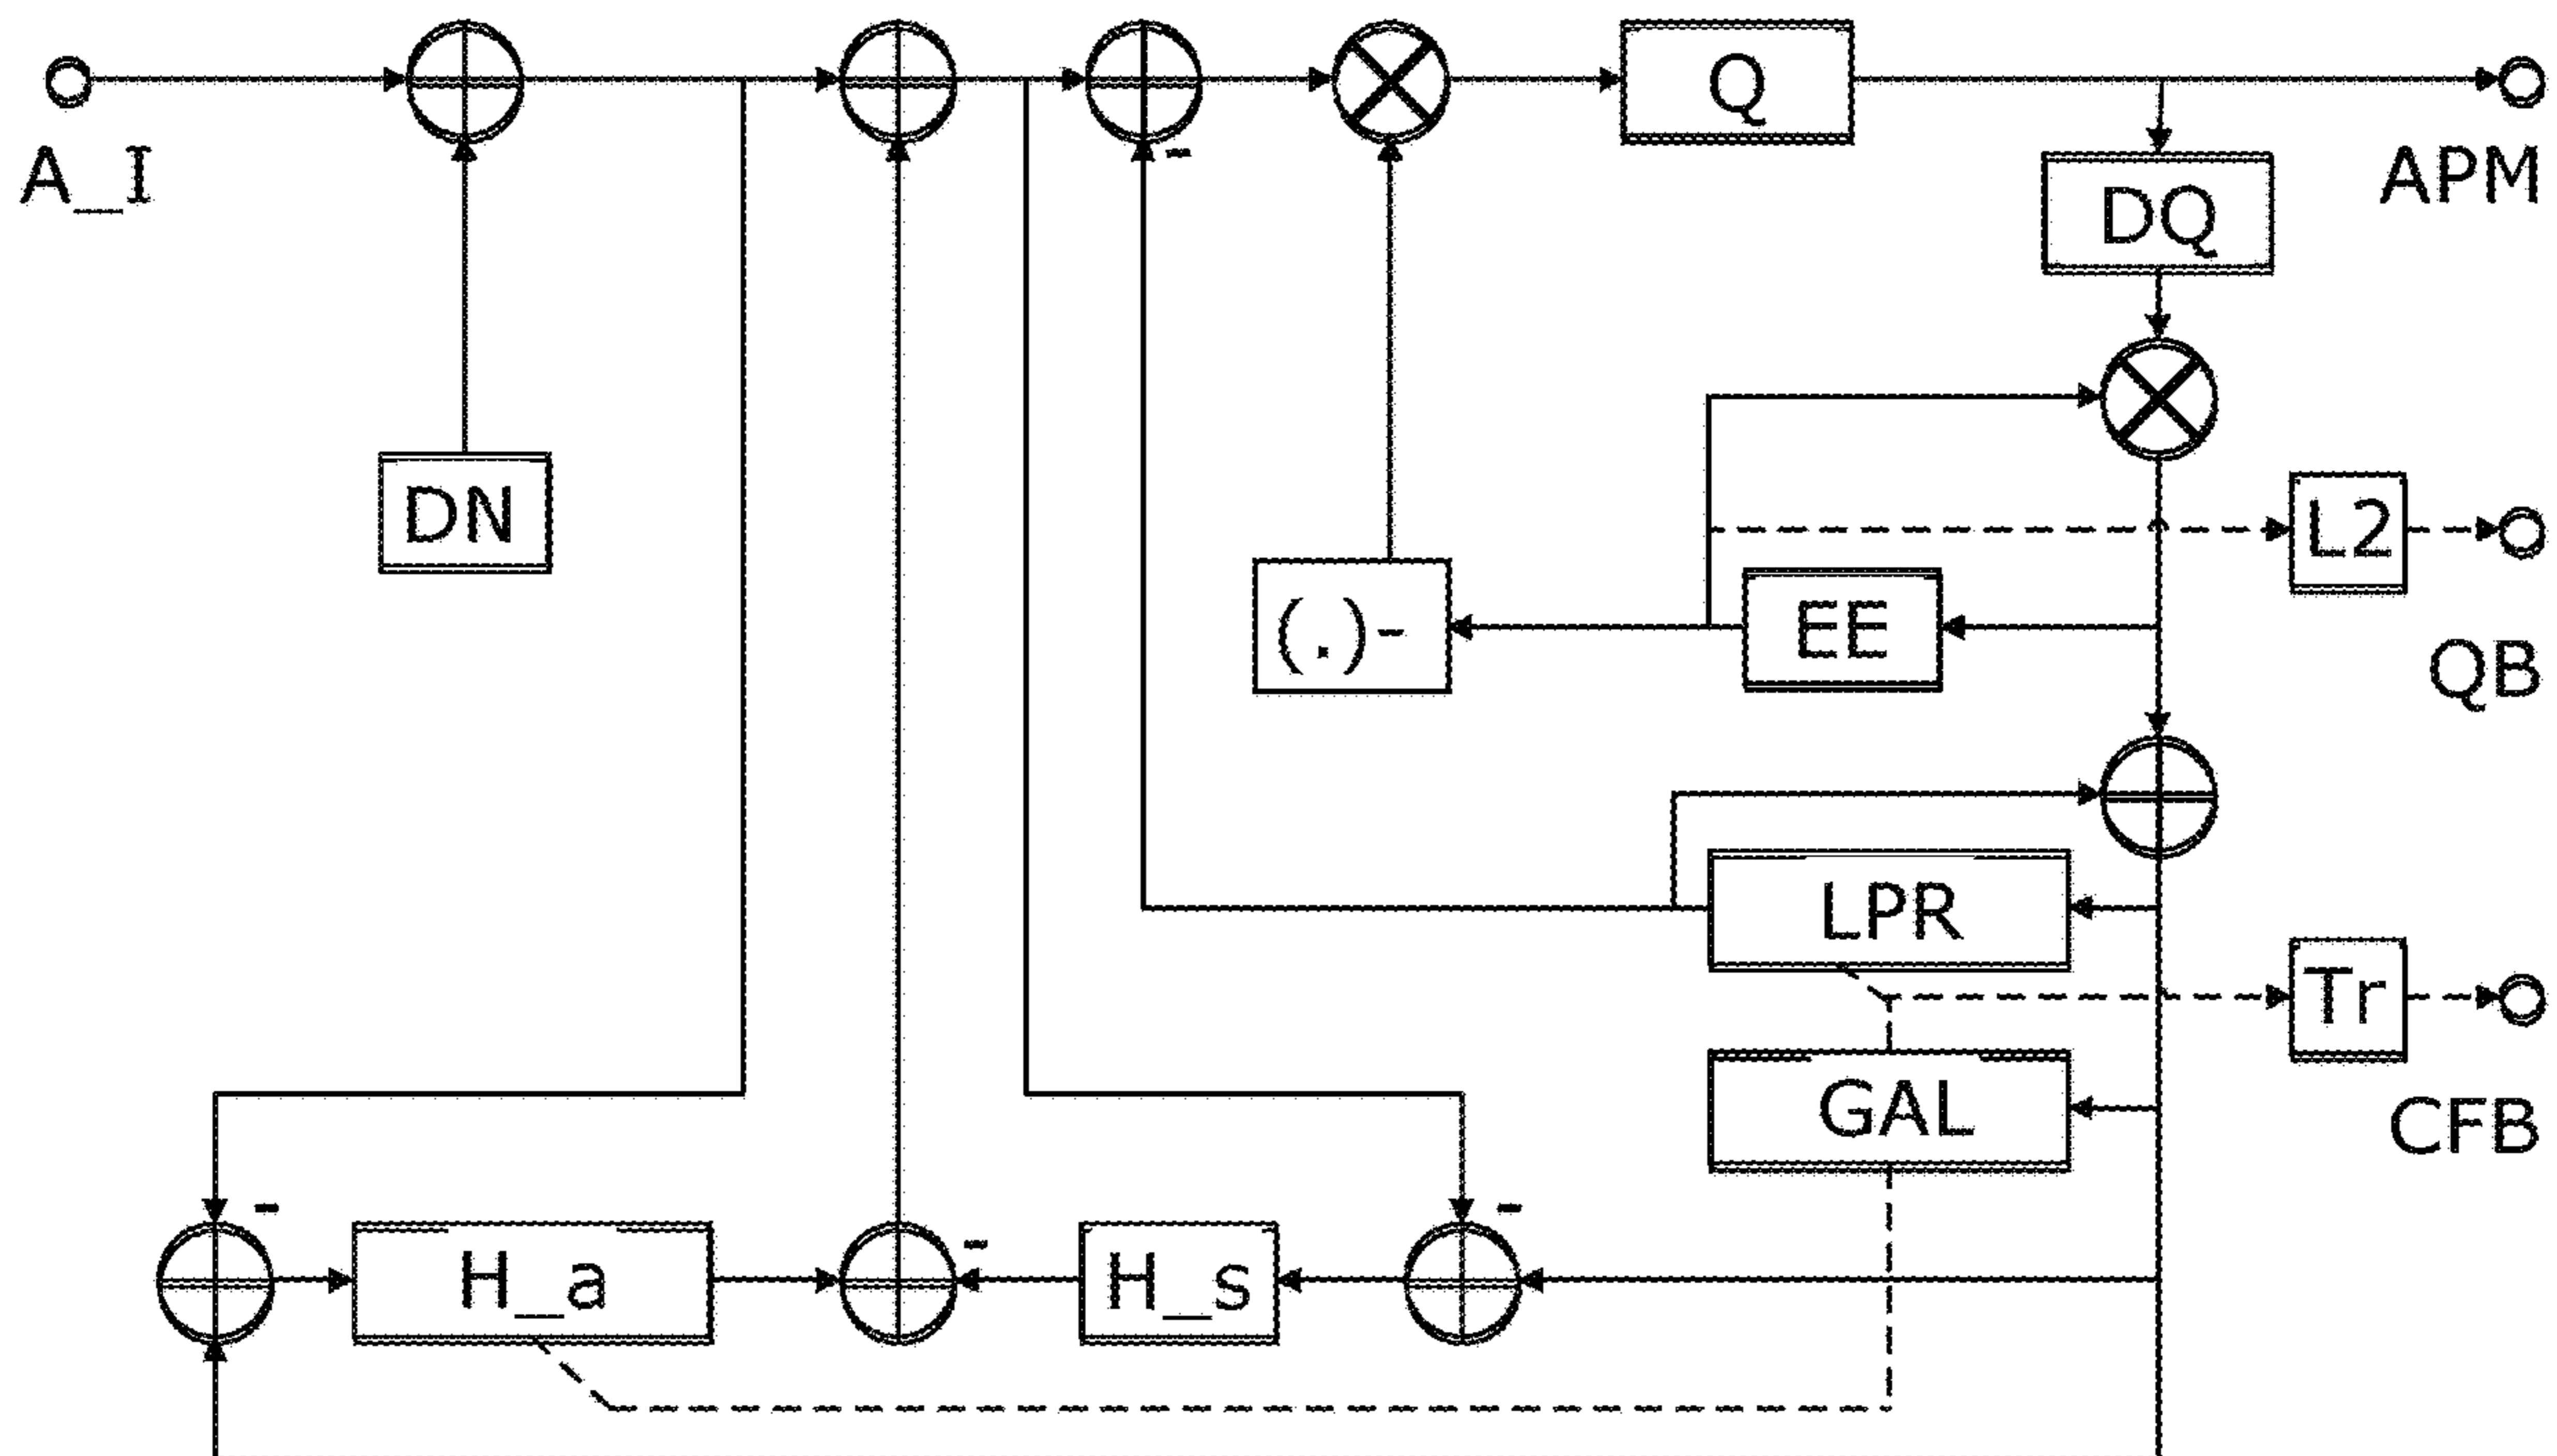 A_I
Q
APM
DQ
-
DN
L2
QB
(.)-
EE
LPR
Tr
CFB
GAL
-
-
-
H_a
H_s